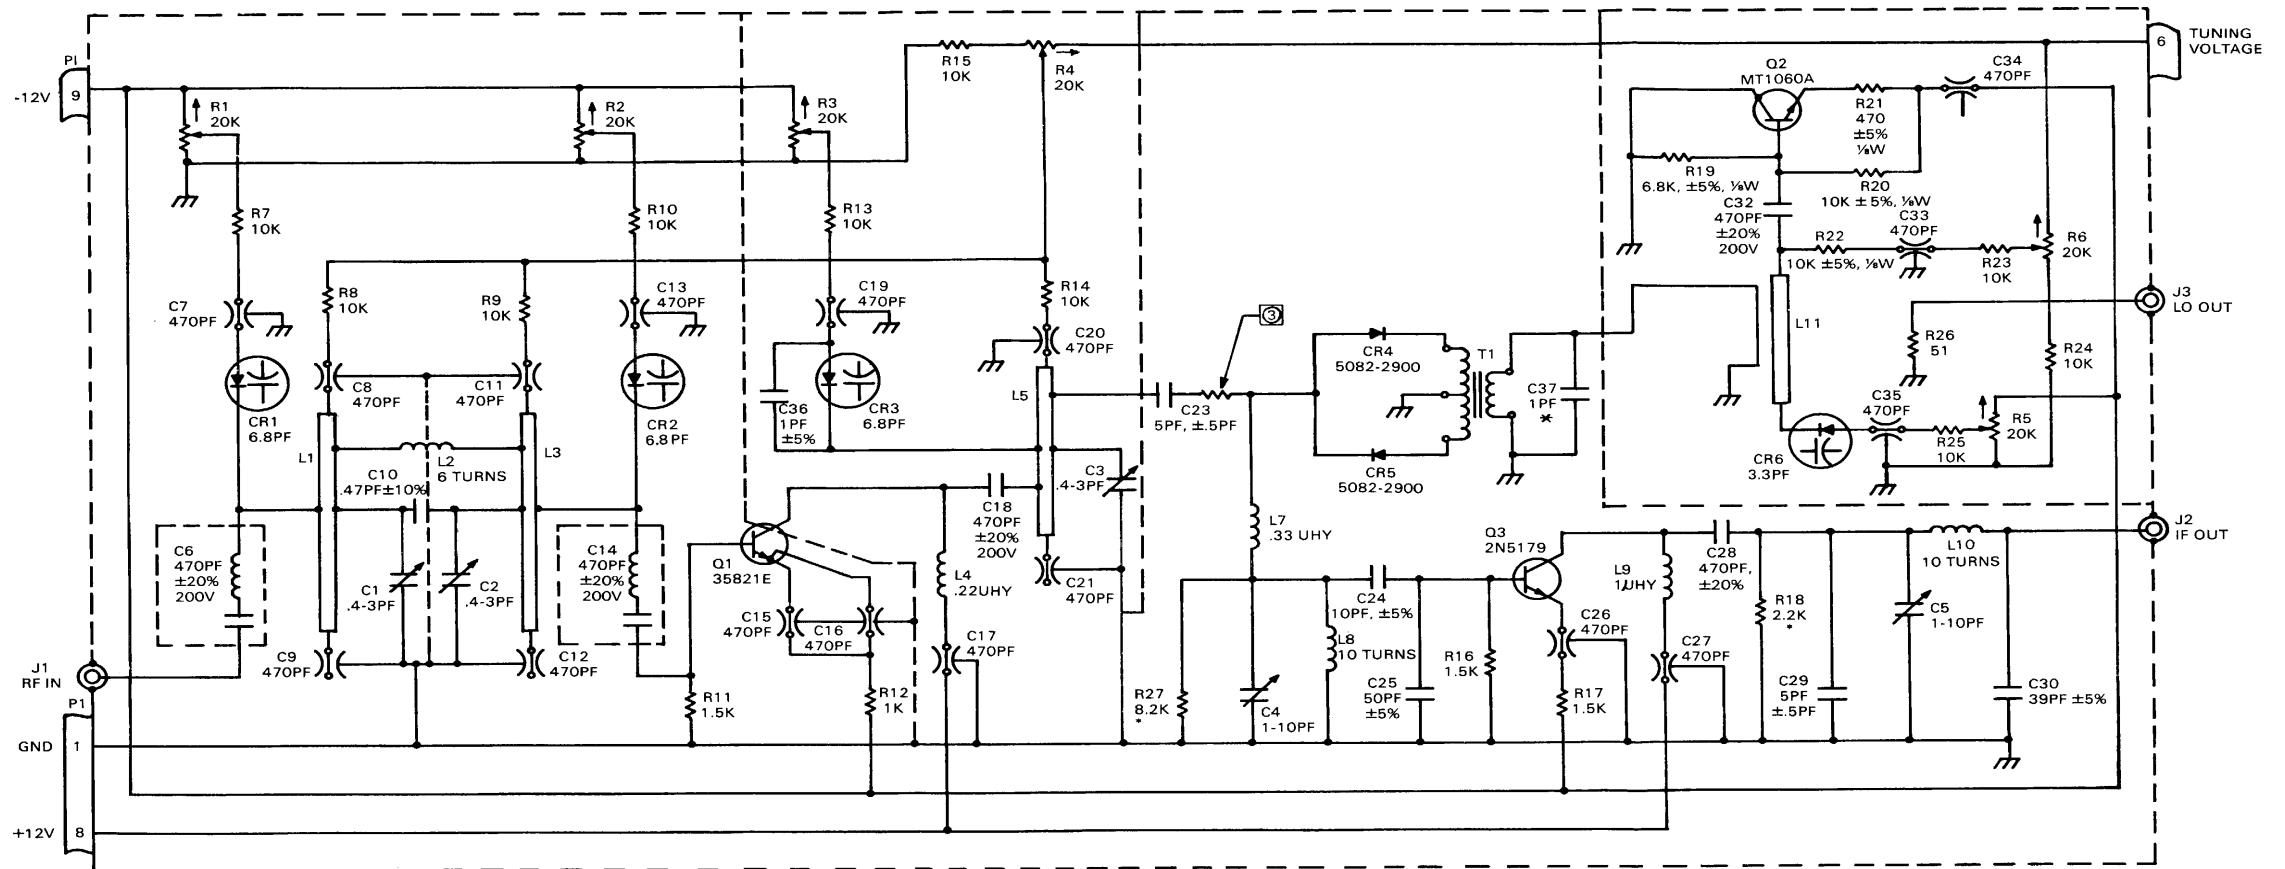 P1
-12V
9
R1
20K
R2
20K
R3
20K
R15
10K
R4
20K
6
TUNING
VOLTAGE
Q2
MT1060A
C34
470PF
R21
470
±5%
⅛W
R19
6.8K, ±5%, ⅛W
R20
10K ±5%, ⅛W
C32
470PF
±20%
200V
C33
470PF
R22
10K ±5%, ⅛W
R23
10K
R6
20K
R7
10K
R10
10K
R13
10K
C7
470PF
R8
10K
R9
10K
C13
470PF
C19
470PF
R14
10K
C20
470PF
3
J3
LO OUT
L11
R26
51
R24
10K
CR4
5082-2900
T1
C37
1PF
*
CR1
6.8PF
C8
470PF
C11
470PF
CR2
6.8PF
C36
1PF
±5%
CR3
6.8PF
L5
C23
5PF, ±.5PF
C35
470PF
R5
20K
R25
10K
CR6
3.3PF
CR5
5082-2900
L1
L2
6 TURNS
L3
C10
.47PF±10%
C3
.4-3PF
C18
470PF
±20%
200V
L7
.33 UHY
C6
470PF
±20%
200V
C1
.4-3PF
C2
.4-3PF
C14
470PF
±20%
200V
Q1
35821E
L4
.22UHY
C21
470PF
Q3
2N5179
C28
470PF,
±20%
L10
10 TURNS
J2
IF OUT
L9
1UHY
C24
10PF, ±5%
R18
2.2K
*
C5
1-10PF
C15
470PF
C16
470PF
C17
470PF
L8
10 TURNS
C26
470PF
C27
470PF
C9
470PF
C12
470PF
R16
1.5K
C25
50PF
±5%
R17
1.5K
C29
5PF
±.5PF
C30
39PF ±5%
J1
RF IN
R11
1.5K
R12
1K
R27
8.2K
*
C4
1-10PF
P1
GND
1
+12V
8